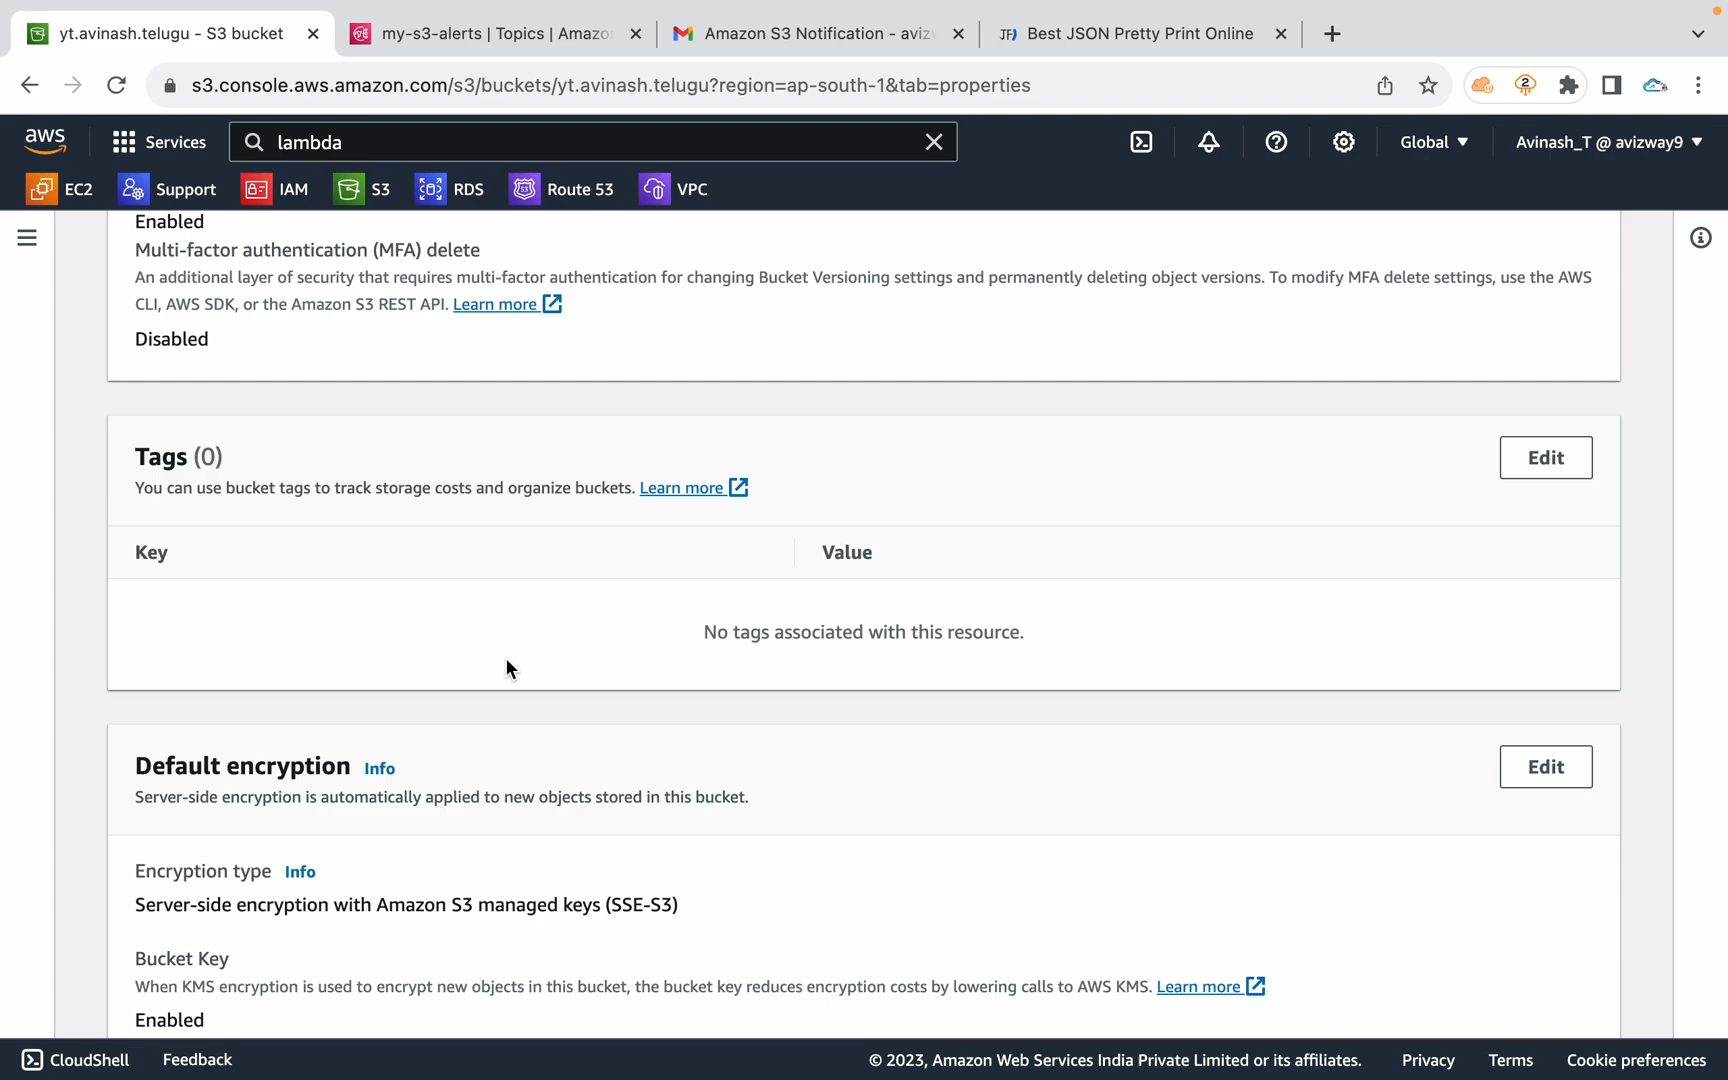 yt.avinash.telugu - S3 bucket
my-s3-alerts | Topics | Amazo
Amazon S3 Notification - aviz
JF) Best JSON Pretty Print Online
s3.console.aws.amazon.com/s3/buckets/yt.avinash.telugu?region=ap-south-1&tab=properties
2
aws
Services
lambda
Global
Avinash_T @ avizway9
EC2
Support
IAM
S3
RDS
Route 53
VPC
Enabled
Multi-factor authentication (MFA) delete
An additional layer of security that requires multi-factor authentication for changing Bucket Versioning settings and permanently deleting object versions. To modify MFA delete settings, use the AWS
CLI, AWS SDK, or the Amazon S3 REST API. Learn more
Disabled
Tags (0)
Edit
You can use bucket tags to track storage costs and organize buckets. Learn more
Key
Value
No tags associated with this resource.
Default encryption Info
Edit
Server-side encryption is automatically applied to new objects stored in this bucket.
Encryption type Info
Server-side encryption with Amazon S3 managed keys (SSE-S3)
Bucket Key
When KMS encryption is used to encrypt new objects in this bucket, the bucket key reduces encryption costs by lowering calls to AWS KMS. Learn more
Enabled
CloudShell
Feedback
© 2023, Amazon Web Services India Private Limited or its affiliates.
Privacy
Terms
Cookie preferences